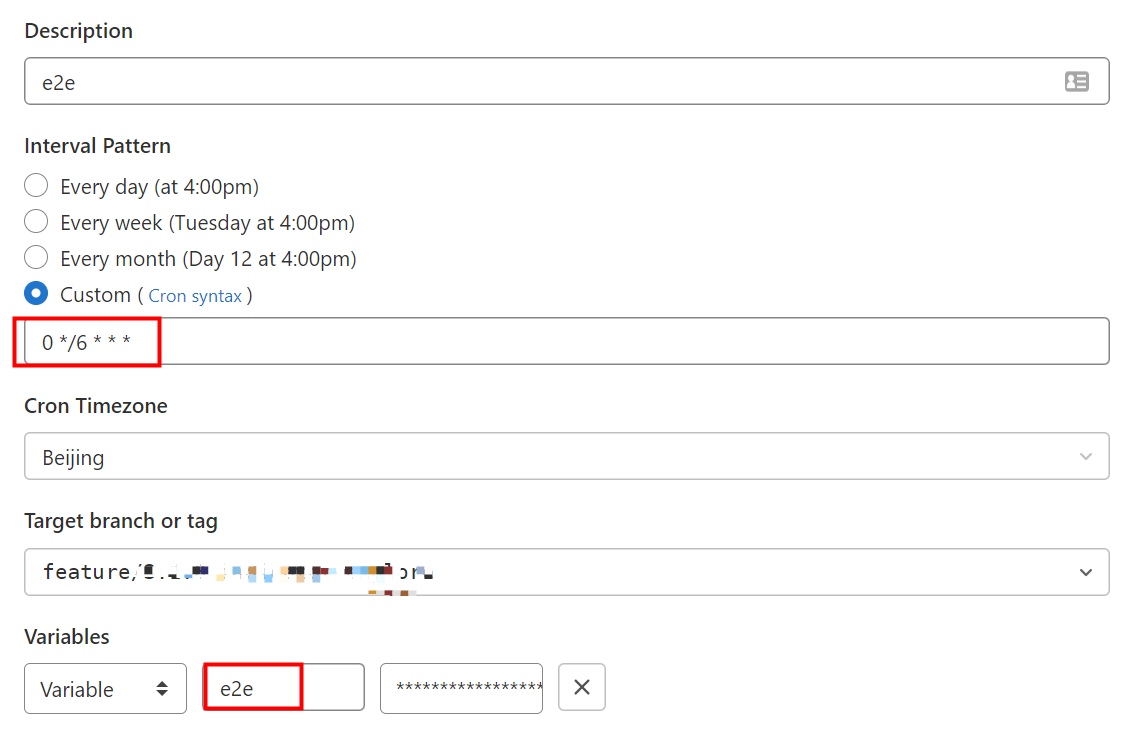 Description
e2e
Interval Pattern
Every day (at 4:00pm)
Every week (Tuesday at 4:00pm)
Every month (Day 12 at 4:00pm)
Custom ( Cron syntax )
0 */6 * * *
Cron Timezone
Beijing
Target branch or tag
feature/
Variables
Variable e2e *****************